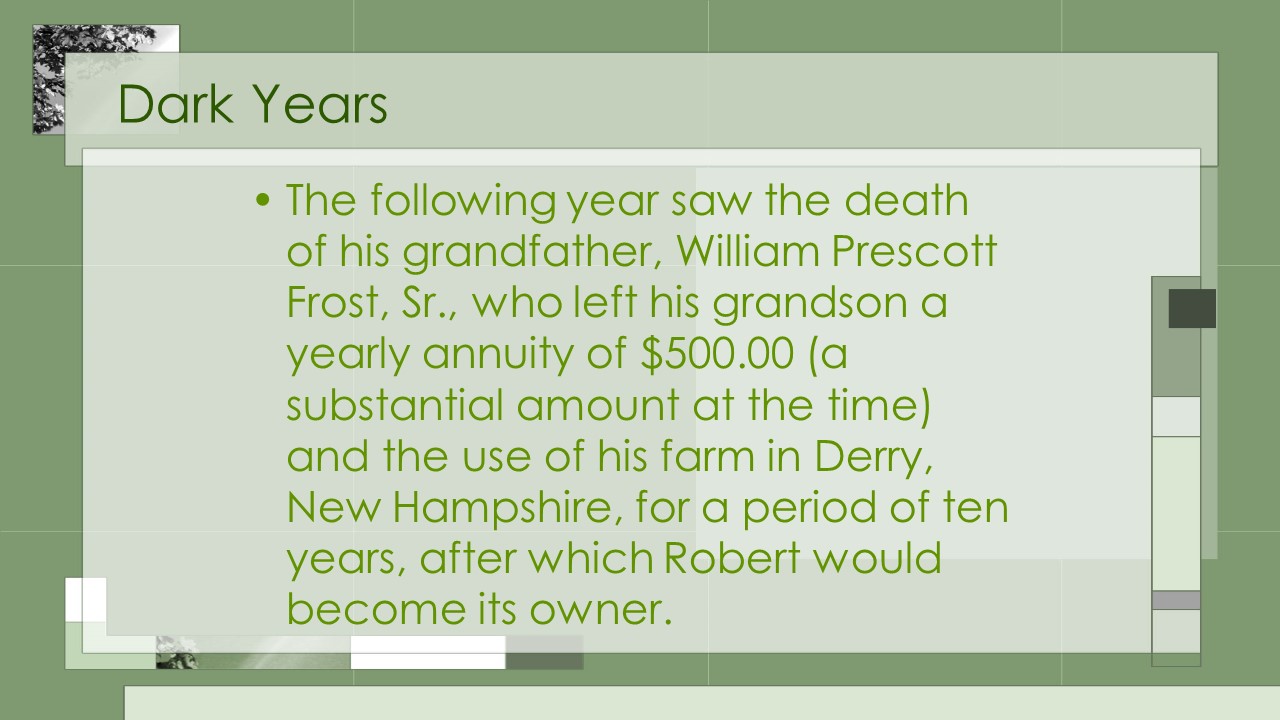 Dark Years
• The following year saw the death
of his grandfather, William Prescott
Frost, Sr., who left his grandson a
yearly annuity of $500.00 (a
substantial amount at the time)
and the use of his farm in Derry,
New Hampshire, for a period of ten
years, after which Robert would
become its owner.